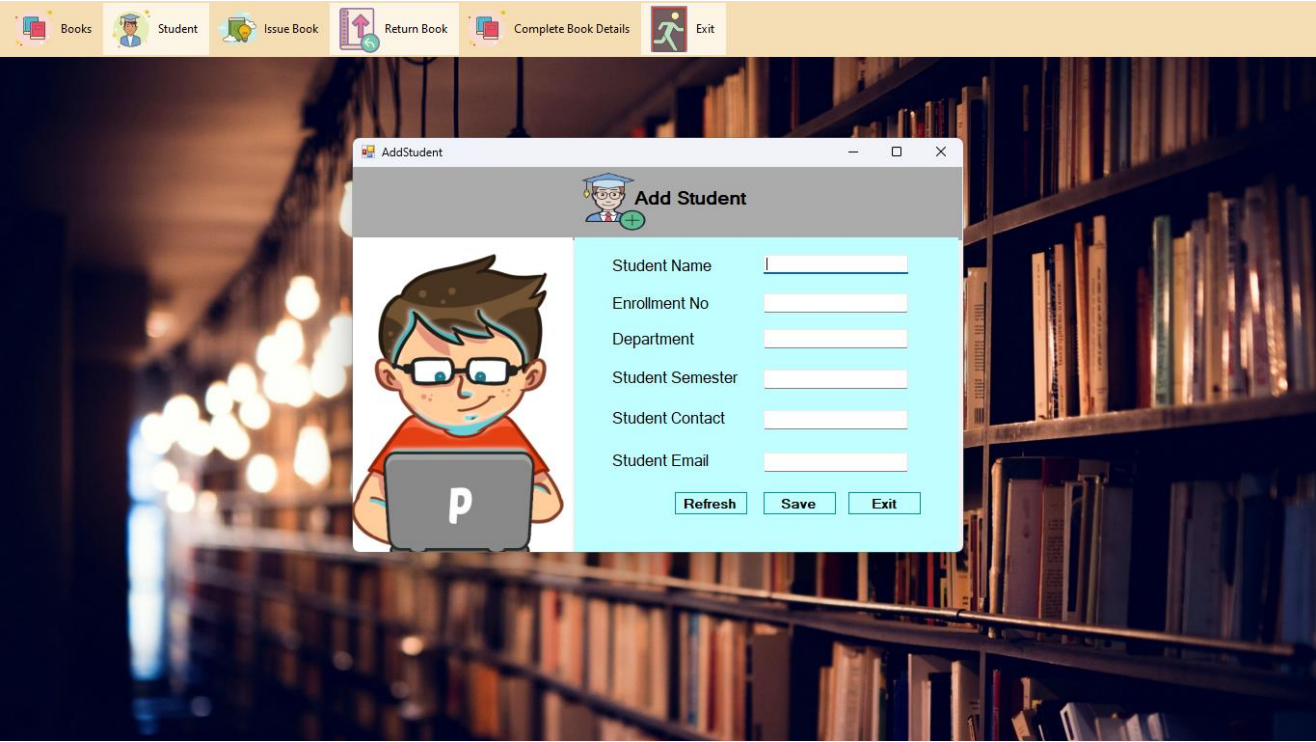 Books Student Issue Book Return Book Complete Book Details Exit
AddStudent
Add Student
Student Name
Enrollment No
Department
Student Semester
Student Contact
Student Email
Refresh Save Exit
P